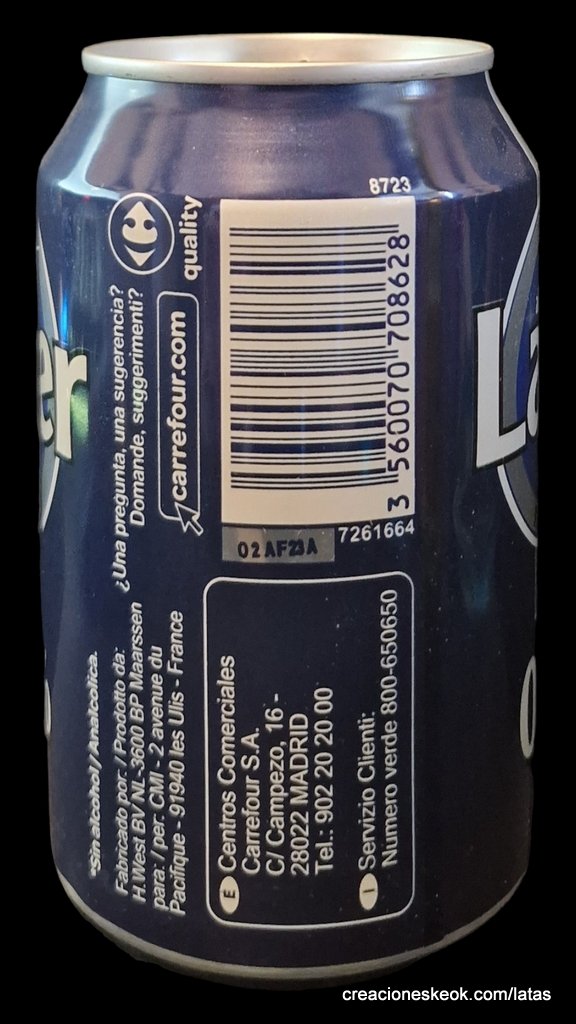 quality
¿Una pregunta, una sugerencia?
Domande, suggerimenti?
carrefour.com
8723
3 560070 708628
02AF23A
7261664
*Sin alcohol / Analcolica.
Fabricado por: / Prodotto da:
H.West BV NL-3600 BP Maarssen
para: / per: CMI - 2 avenue du
Pacifique - 91940 les Ulis - France
E Centros Comerciales
Carrefour S.A.
C/ Campezo, 16 -
28022 MADRID
Tel.: 902 20 20 00
I Servizio Clienti:
Numero verde 800-650650
er
La
0
creacioneskeok.com/latas